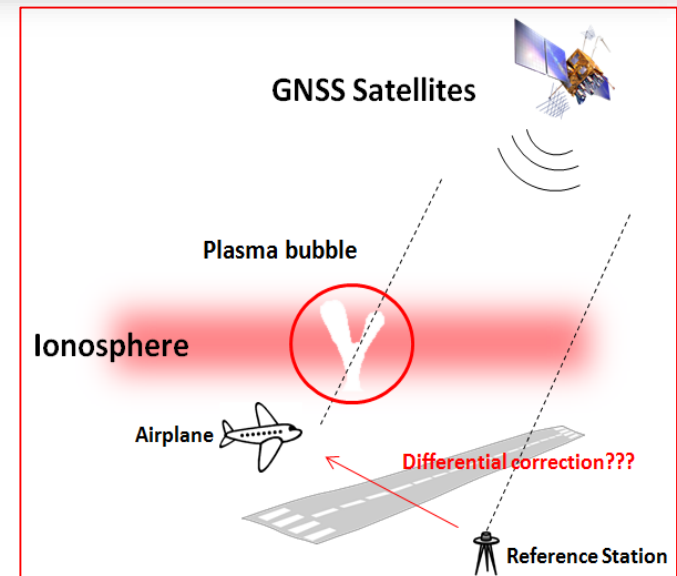 GNSS Satellites
Plasma bubble
Ionosphere
Airplane
Differential correction???
Reference Station